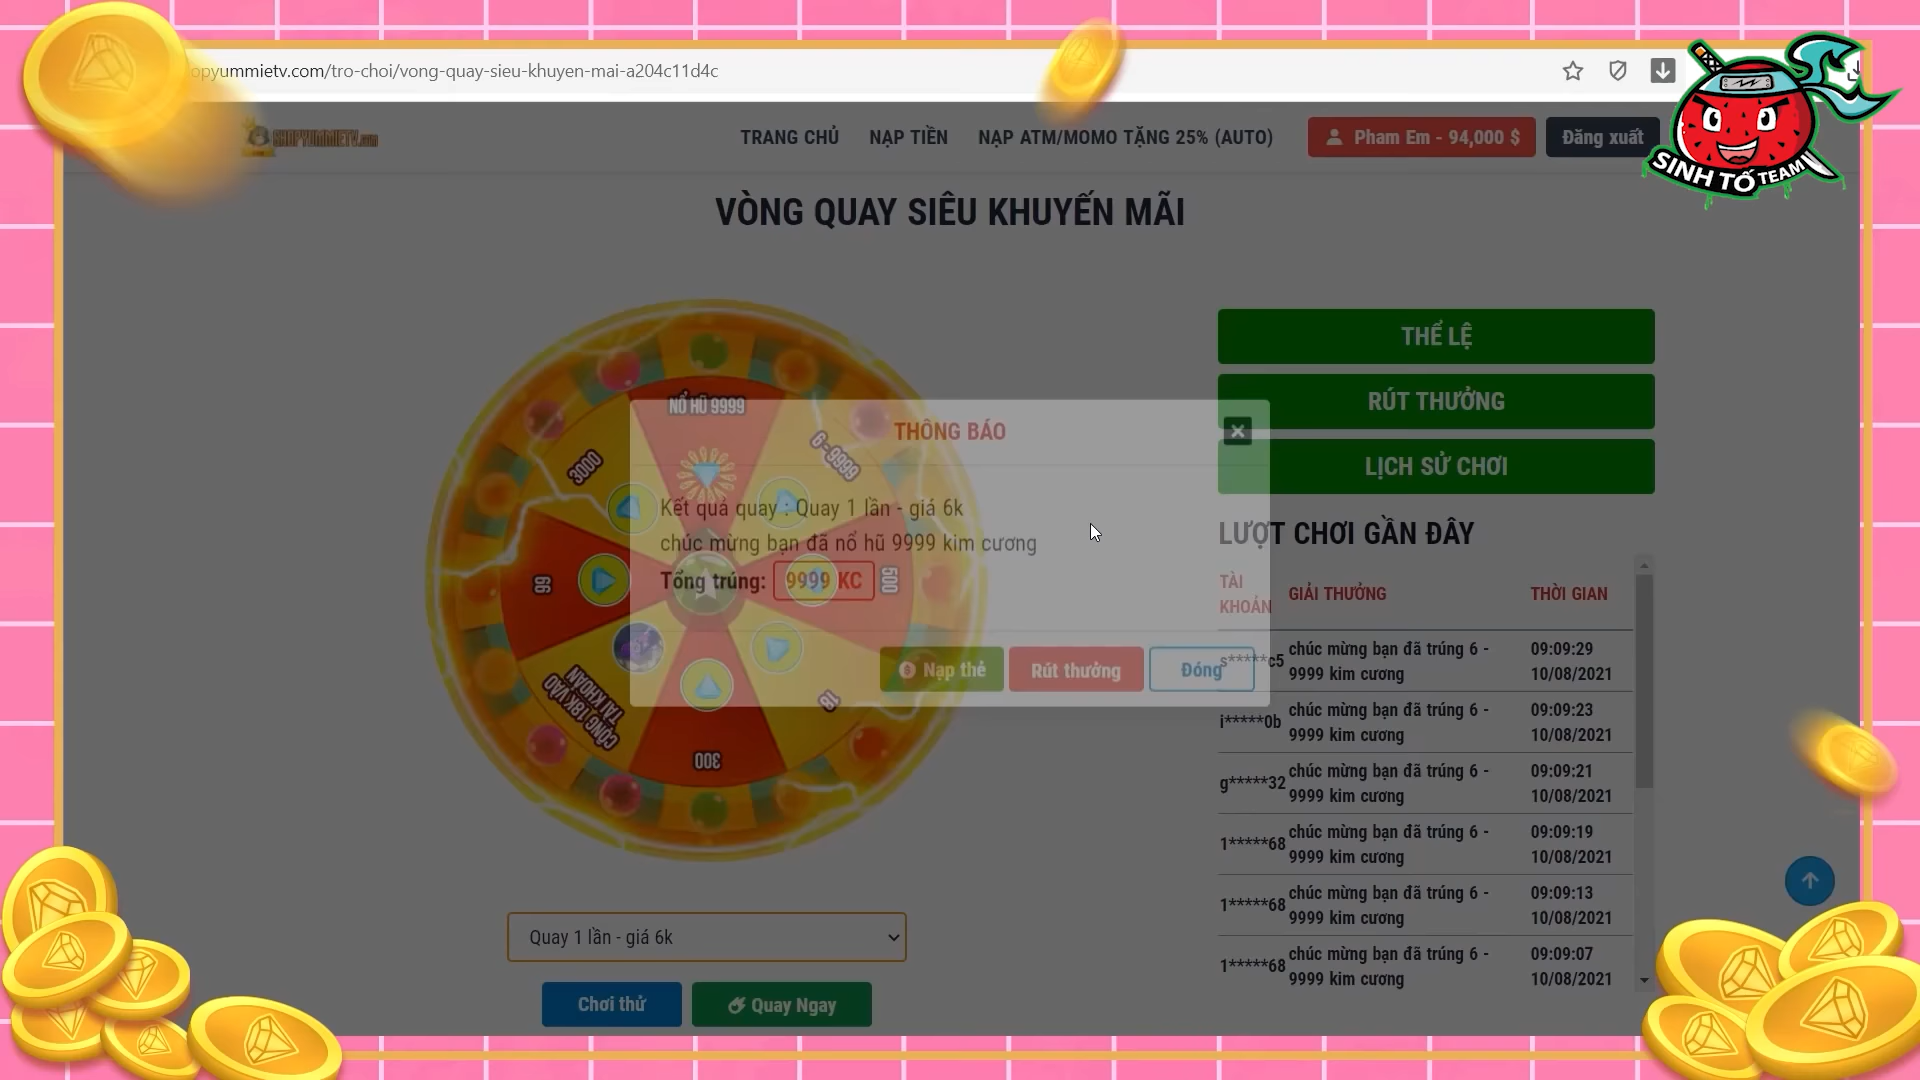 opyummietv.com/tro-choi/vong-quay-sieu-khuyen-mai-a204c11d4c
SHOPYUMMIETV.com
TRANG CHỦ
NẠP TIỀN
NẠP ATM/MOMO TẶNG 25% (AUTO)
Pham Em - 94,000 $
Đăng xuất
SINH TỐ TEAM
VÒNG QUAY SIÊU KHUYẾN MÃI
NỔ HŨ 9999
6 - 9999
3000
500
99
18
CỘNG 18K VÀO
TÀI KHOẢN
300
THÔNG BÁO
Kết quả quay : Quay 1 lần - giá 6k
chúc mừng bạn đã nổ hũ 9999 kim cương
Tổng trúng: 9999 KC
Nạp thẻ
Rút thưởng
Đóng
THỂ LỆ
RÚT THƯỞNG
LỊCH SỬ CHƠI
LƯỢT CHƠI GẦN ĐÂY
TÀI
KHOẢN
GIẢI THƯỞNG
THỜI GIAN
s*****c5
chúc mừng bạn đã trúng 6 -
9999 kim cương
09:09:29
10/08/2021
i*****0b
chúc mừng bạn đã trúng 6 -
9999 kim cương
09:09:23
10/08/2021
g*****32
chúc mừng bạn đã trúng 6 -
9999 kim cương
09:09:21
10/08/2021
1*****68
chúc mừng bạn đã trúng 6 -
9999 kim cương
09:09:19
10/08/2021
1*****68
chúc mừng bạn đã trúng 6 -
9999 kim cương
09:09:13
10/08/2021
1*****68
chúc mừng bạn đã trúng 6 -
9999 kim cương
09:09:07
10/08/2021
Quay 1 lần - giá 6k
Chơi thử
Quay Ngay